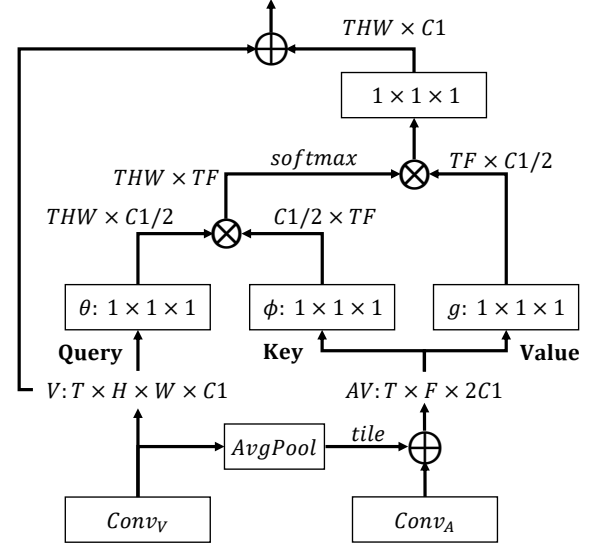 THW × C1
1 × 1 × 1
softmax
TF × C1/2
THW × TF
THW × C1/2
C1/2 × TF
θ: 1 × 1 × 1
ϕ: 1 × 1 × 1
g: 1 × 1 × 1
Query
Key
Value
V: T × H × W × C1
AV: T × F × 2C1
AvgPool
tile
Conv_V
Conv_A